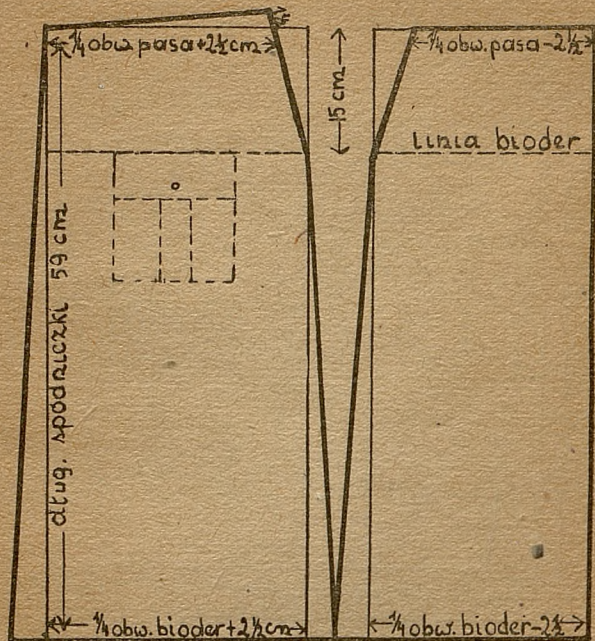 ¼ obw. pasa + 2½ cm
15 cm
¼ obw. pasa - 2½
linia bioder
dług. spódniczki 59 cm
¼ obw. bioder + 2½ cm
¼ obw. bioder - 2½